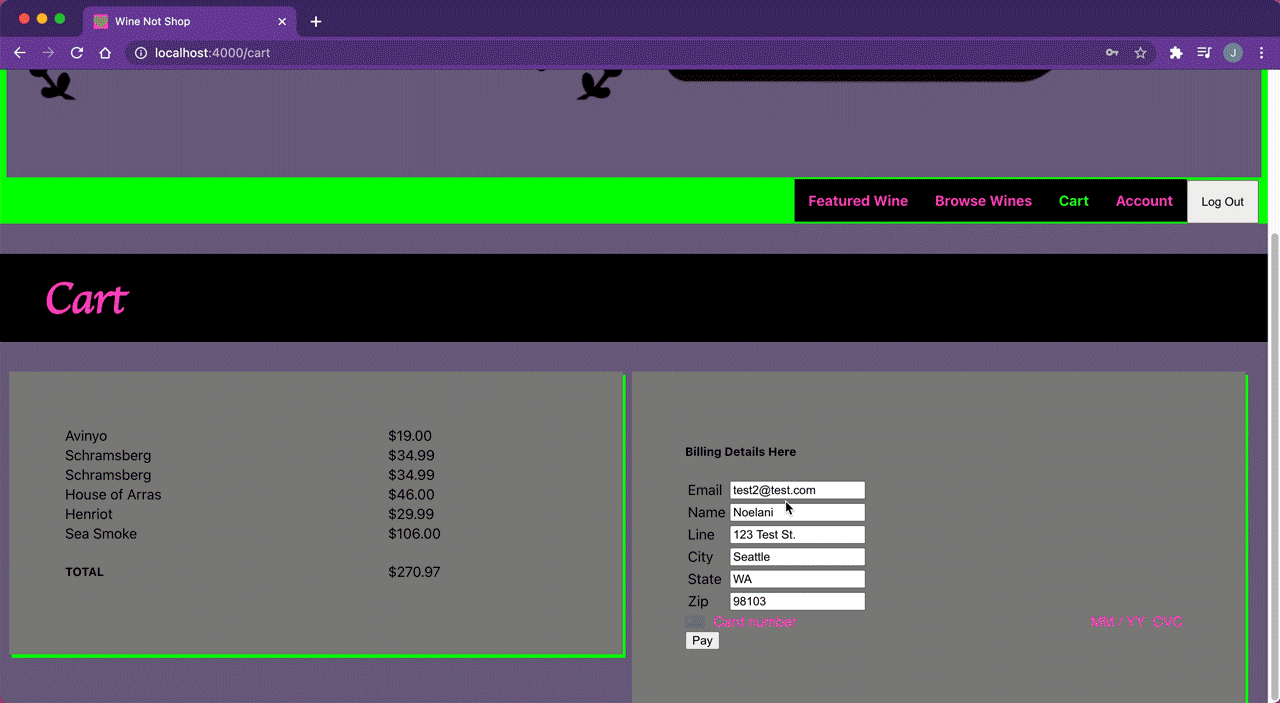 Wine Not Shop
localhost:4000/cart
J
Featured Wine Browse Wines Cart Account Log Out
Cart
Avinyo $19.00
Schramsberg $34.99
Schramsberg $34.99
House of Arras $46.00
Henriot $29.99
Sea Smoke $106.00
TOTAL $270.97
Billing Details Here
Email test2@test.com
Name Noelani
Line 123 Test St.
City Seattle
State WA
Zip 98103
Card number MM / YY CVC
Pay